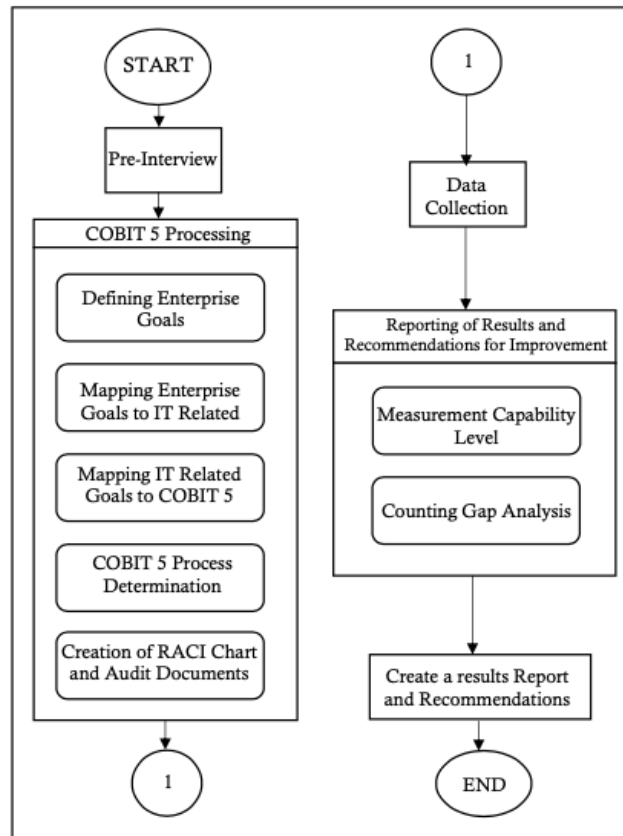 START
Pre-Interview
COBIT 5 Processing
Defining Enterprise
Goals
Mapping Enterprise
Goals to IT Related
Mapping IT Related
Goals to COBIT 5
COBIT 5 Process
Determination
Creation of RACI Chart
and Audit Documents
1
1
Data
Collection
Reporting of Results and
Recommendations for Improvement
Measurement Capability
Level
Counting Gap Analysis
Create a results Report
and Recommendations
END